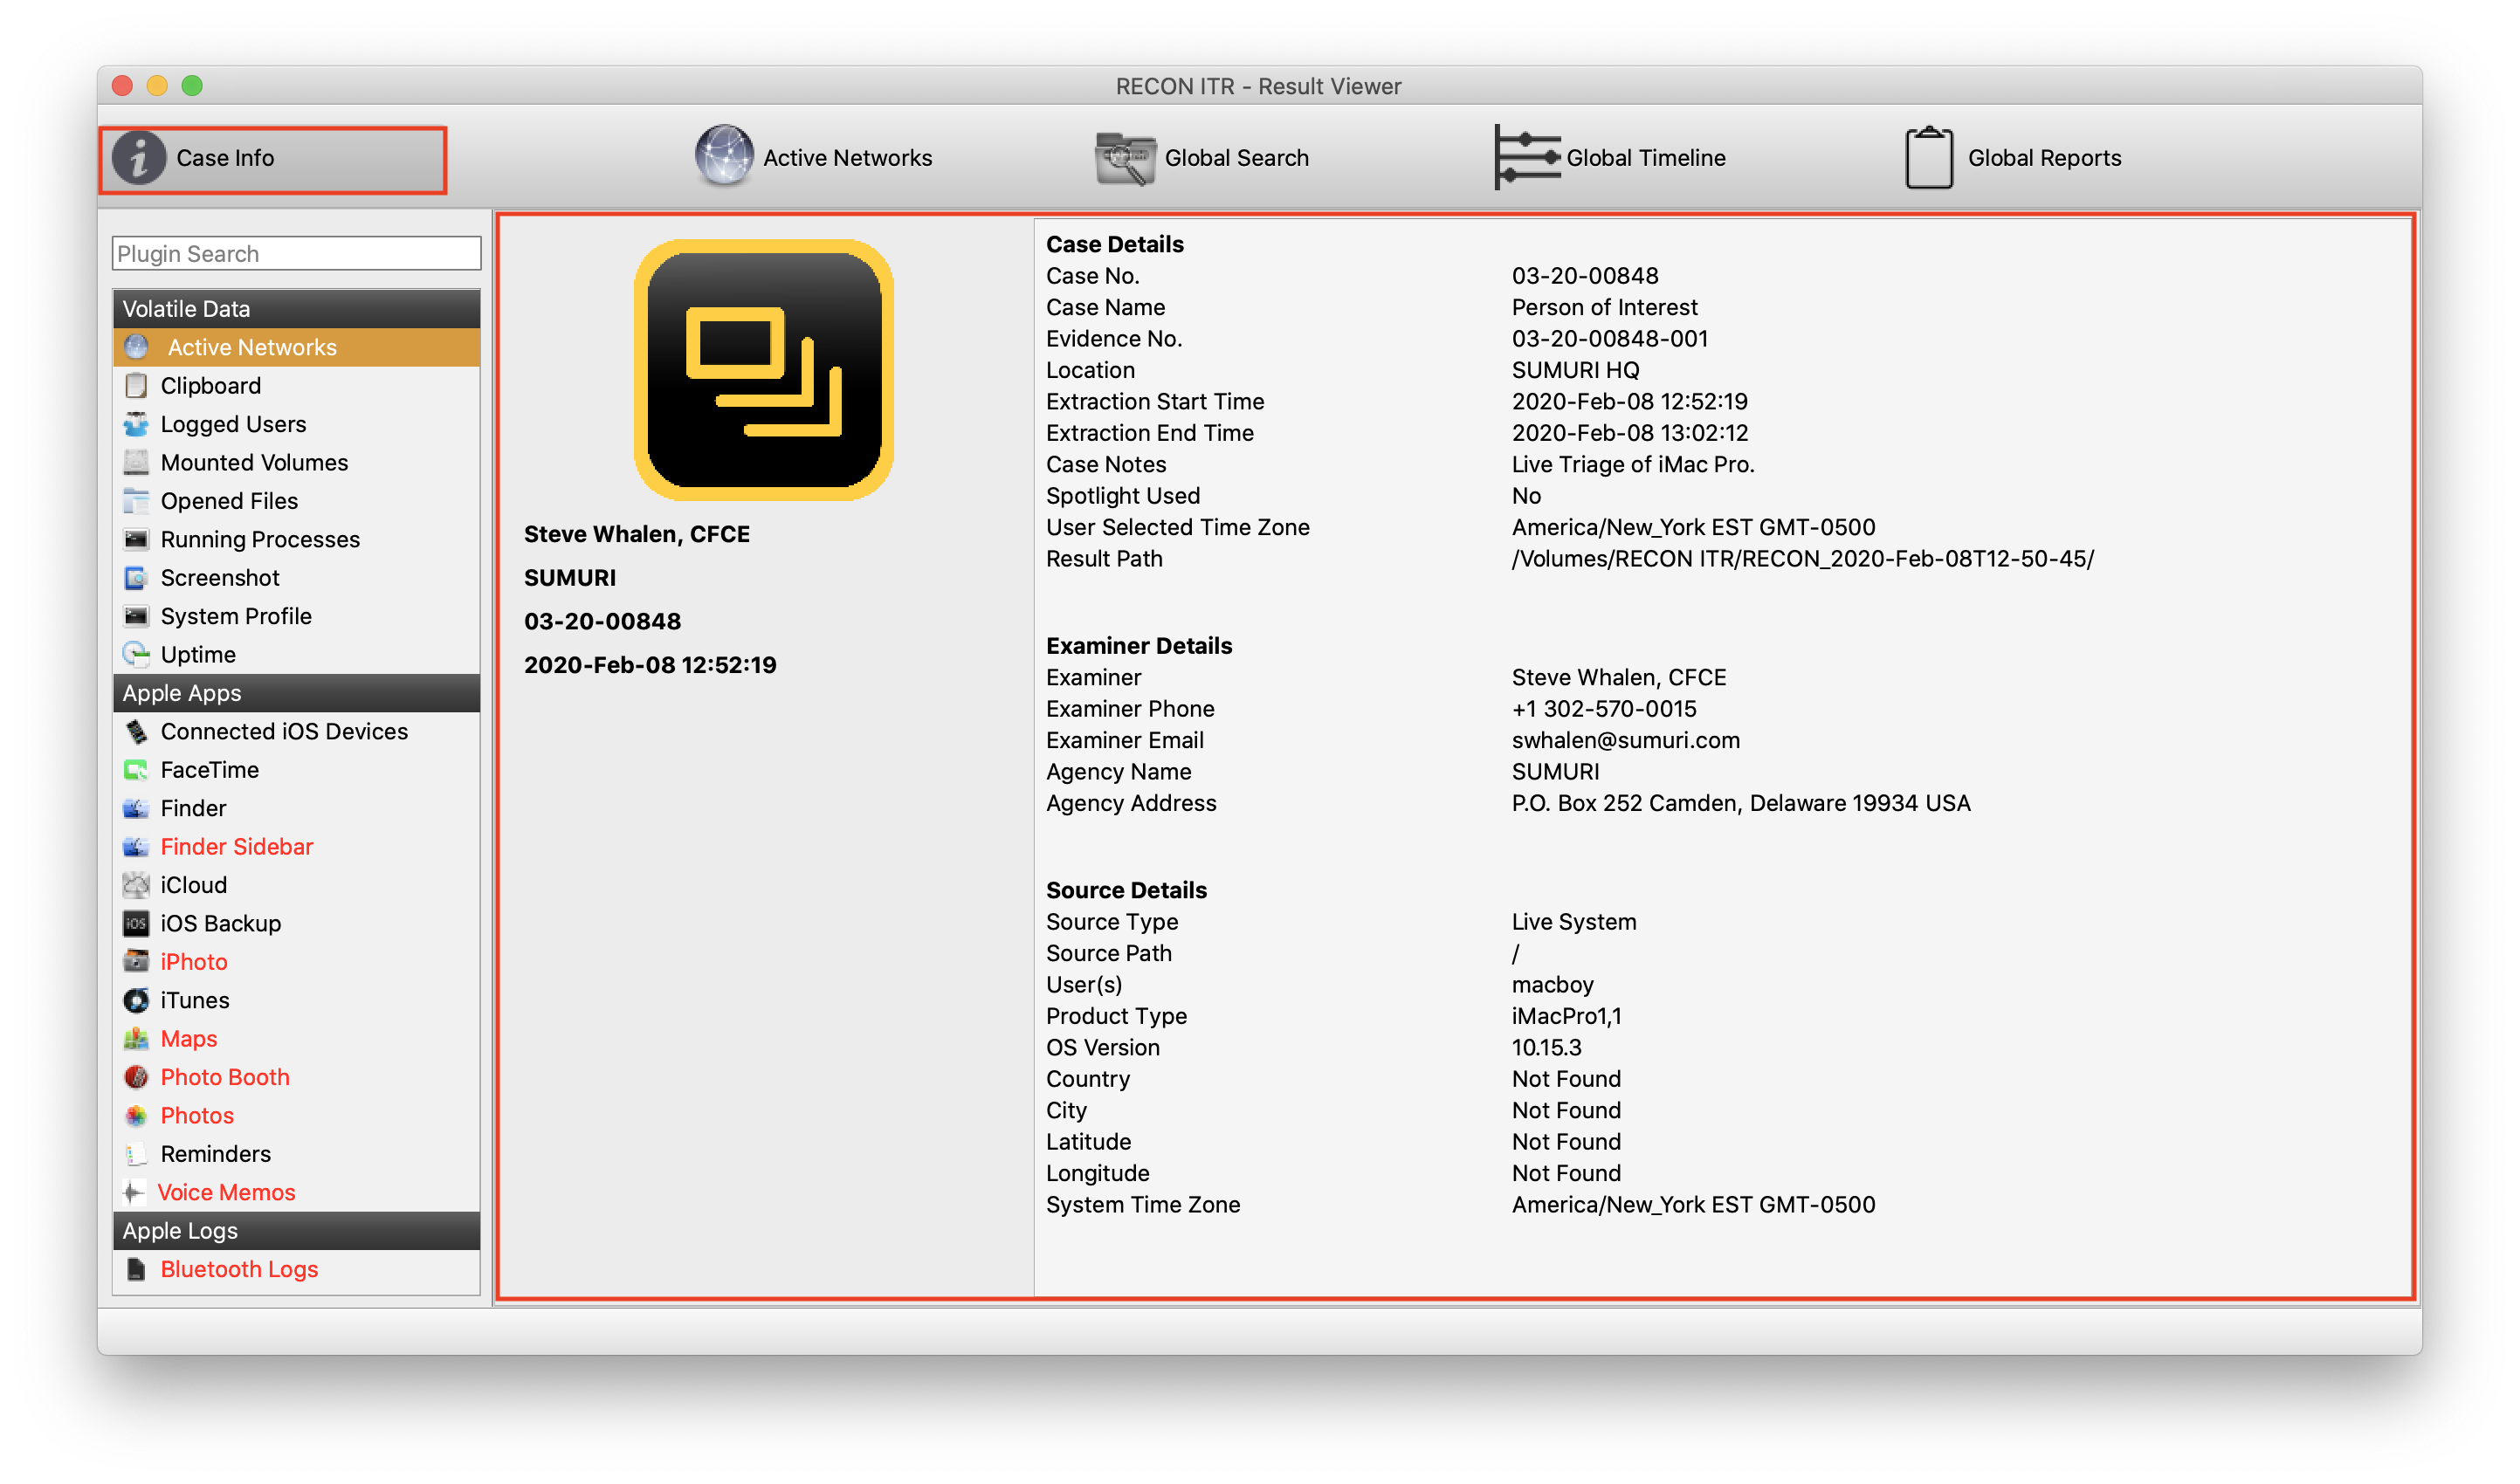 RECON ITR - Result Viewer
Case Info
Active Networks
Global Search
Global Timeline
Global Reports
Plugin Search
Volatile Data
Active Networks
Clipboard
Logged Users
Mounted Volumes
Opened Files
Running Processes
Screenshot
System Profile
Uptime
Apple Apps
Connected iOS Devices
FaceTime
Finder
Finder Sidebar
iCloud
iOS Backup
iPhoto
iTunes
Maps
Photo Booth
Photos
Reminders
Voice Memos
Apple Logs
Bluetooth Logs
Steve Whalen, CFCE
SUMURI
03-20-00848
2020-Feb-08 12:52:19
Case Details
Case No. 03-20-00848
Case Name Person of Interest
Evidence No. 03-20-00848-001
Location SUMURI HQ
Extraction Start Time 2020-Feb-08 12:52:19
Extraction End Time 2020-Feb-08 13:02:12
Case Notes Live Triage of iMac Pro.
Spotlight Used No
User Selected Time Zone America/New_York EST GMT-0500
Result Path /Volumes/RECON ITR/RECON_2020-Feb-08T12-50-45/
Examiner Details
Examiner Steve Whalen, CFCE
Examiner Phone +1 302-570-0015
Examiner Email swhalen@sumuri.com
Agency Name SUMURI
Agency Address P.O. Box 252 Camden, Delaware 19934 USA
Source Details
Source Type Live System
Source Path /
User(s) macboy
Product Type iMacPro1,1
OS Version 10.15.3
Country Not Found
City Not Found
Latitude Not Found
Longitude Not Found
System Time Zone America/New_York EST GMT-0500